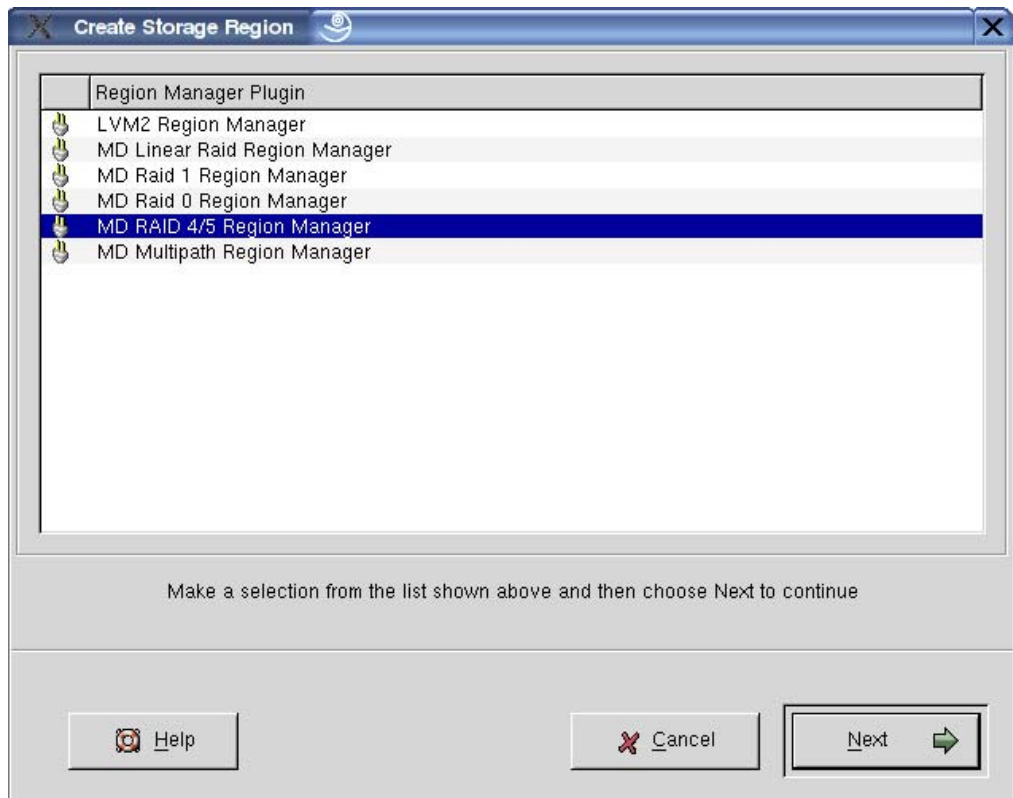 Create Storage Region
Region Manager Plugin
LVM2 Region Manager
MD Linear Raid Region Manager
MD Raid 1 Region Manager
MD Raid 0 Region Manager
MD RAID 4/5 Region Manager
MD Multipath Region Manager
Make a selection from the list shown above and then choose Next to continue
Help
Cancel
Next